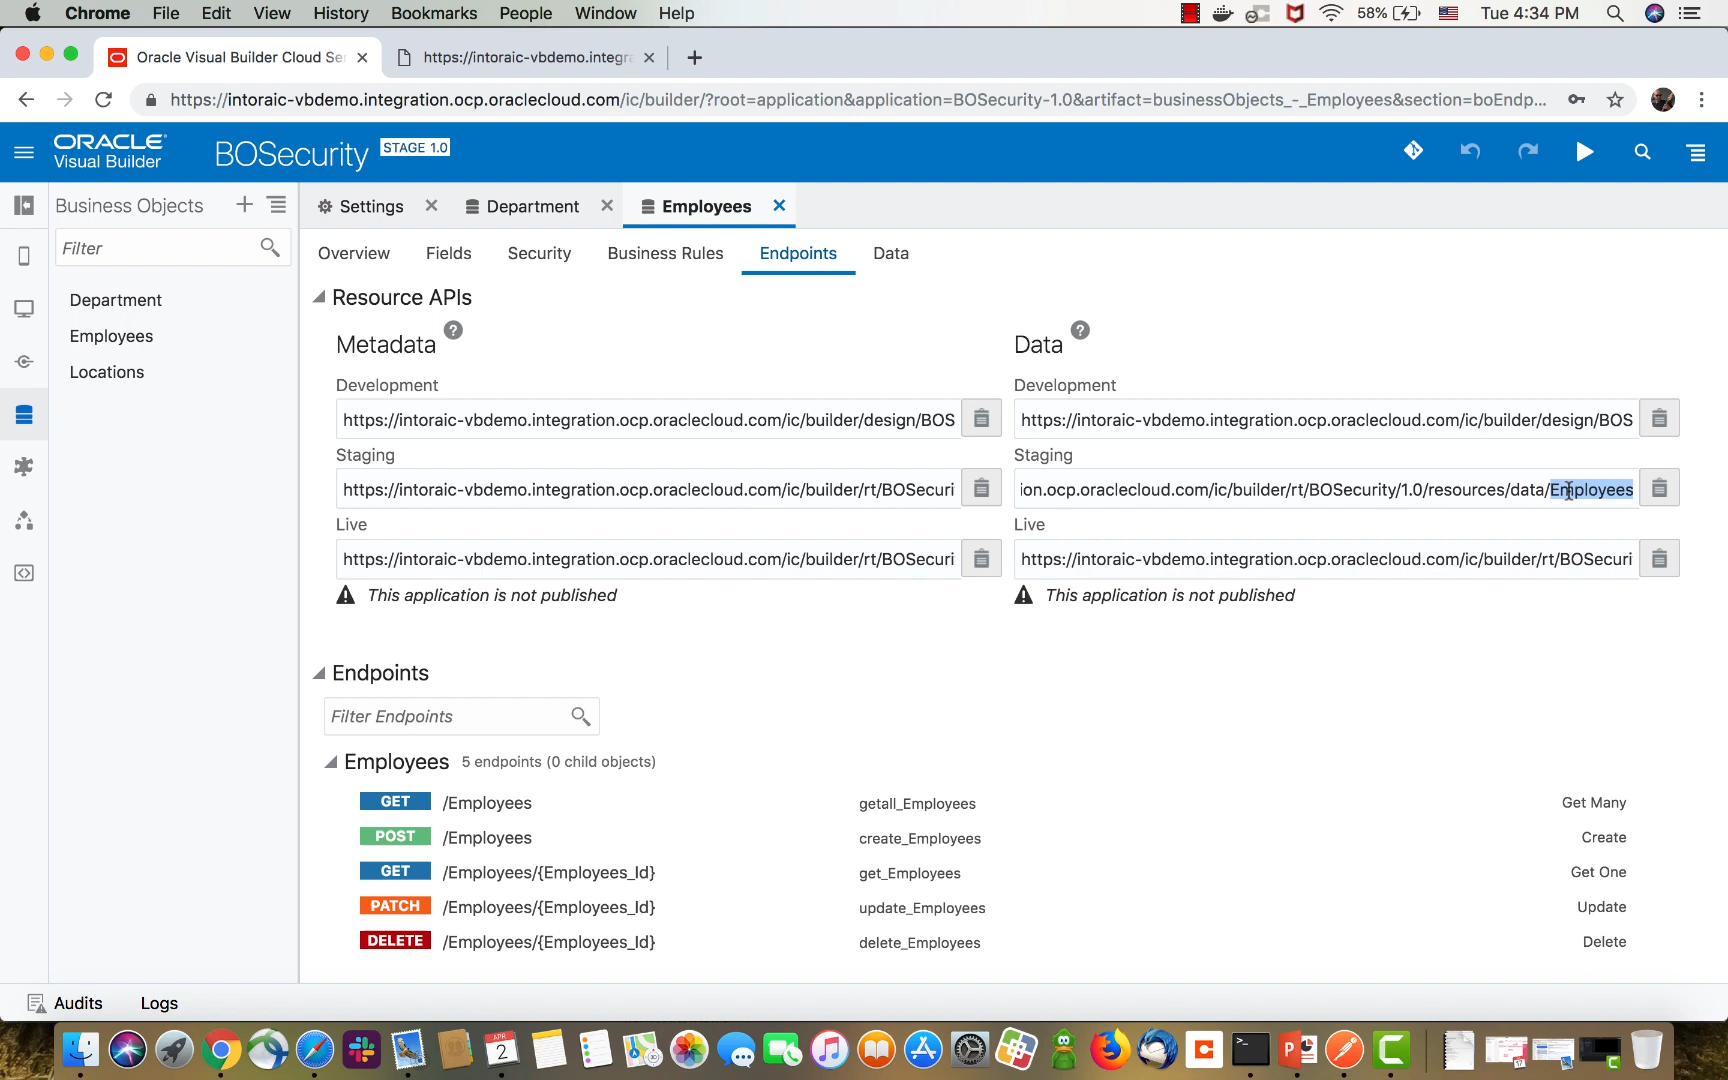 Chrome File Edit View History Bookmarks People Window Help 58% Tue 4:34 PM
Oracle Visual Builder Cloud Ser https://intoraic-vbdemo.integra
https://intoraic-vbdemo.integration.ocp.oraclecloud.com/ic/builder/?root=application&application=BOSecurity-1.0&artifact=businessObjects_-_Employees&section=boEndp...
ORACLE
Visual Builder
BOSecurity STAGE 1.0
Business Objects
Settings Department Employees
Filter
Overview Fields Security Business Rules Endpoints Data
Department
Employees
Locations
Resource APIs
Metadata ? Data ?
Development Development
https://intoraic-vbdemo.integration.ocp.oraclecloud.com/ic/builder/design/BOS https://intoraic-vbdemo.integration.ocp.oraclecloud.com/ic/builder/design/BOS
Staging Staging
https://intoraic-vbdemo.integration.ocp.oraclecloud.com/ic/builder/rt/BOSecuri ion.ocp.oraclecloud.com/ic/builder/rt/BOSecurity/1.0/resources/data/Employees
Live Live
https://intoraic-vbdemo.integration.ocp.oraclecloud.com/ic/builder/rt/BOSecuri https://intoraic-vbdemo.integration.ocp.oraclecloud.com/ic/builder/rt/BOSecuri
This application is not published This application is not published
Endpoints
Filter Endpoints
Employees 5 endpoints (0 child objects)
GET /Employees getall_Employees Get Many
POST /Employees create_Employees Create
GET /Employees/{Employees_Id} get_Employees Get One
PATCH /Employees/{Employees_Id} update_Employees Update
DELETE /Employees/{Employees_Id} delete_Employees Delete
Audits Logs
APR
2